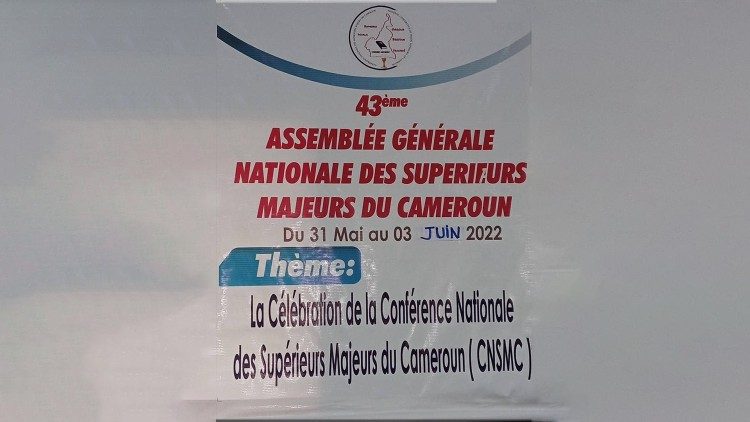 43ème
ASSEMBLÉE GÉNÉRALE
NATIONALE DES SUPERIEURS
MAJEURS DU CAMEROUN
Du 31 Mai au 03 JUIN 2022
Thème:
La Célébration de la Conférence Nationale
des Supérieurs Majeurs du Cameroun ( CNSMC )